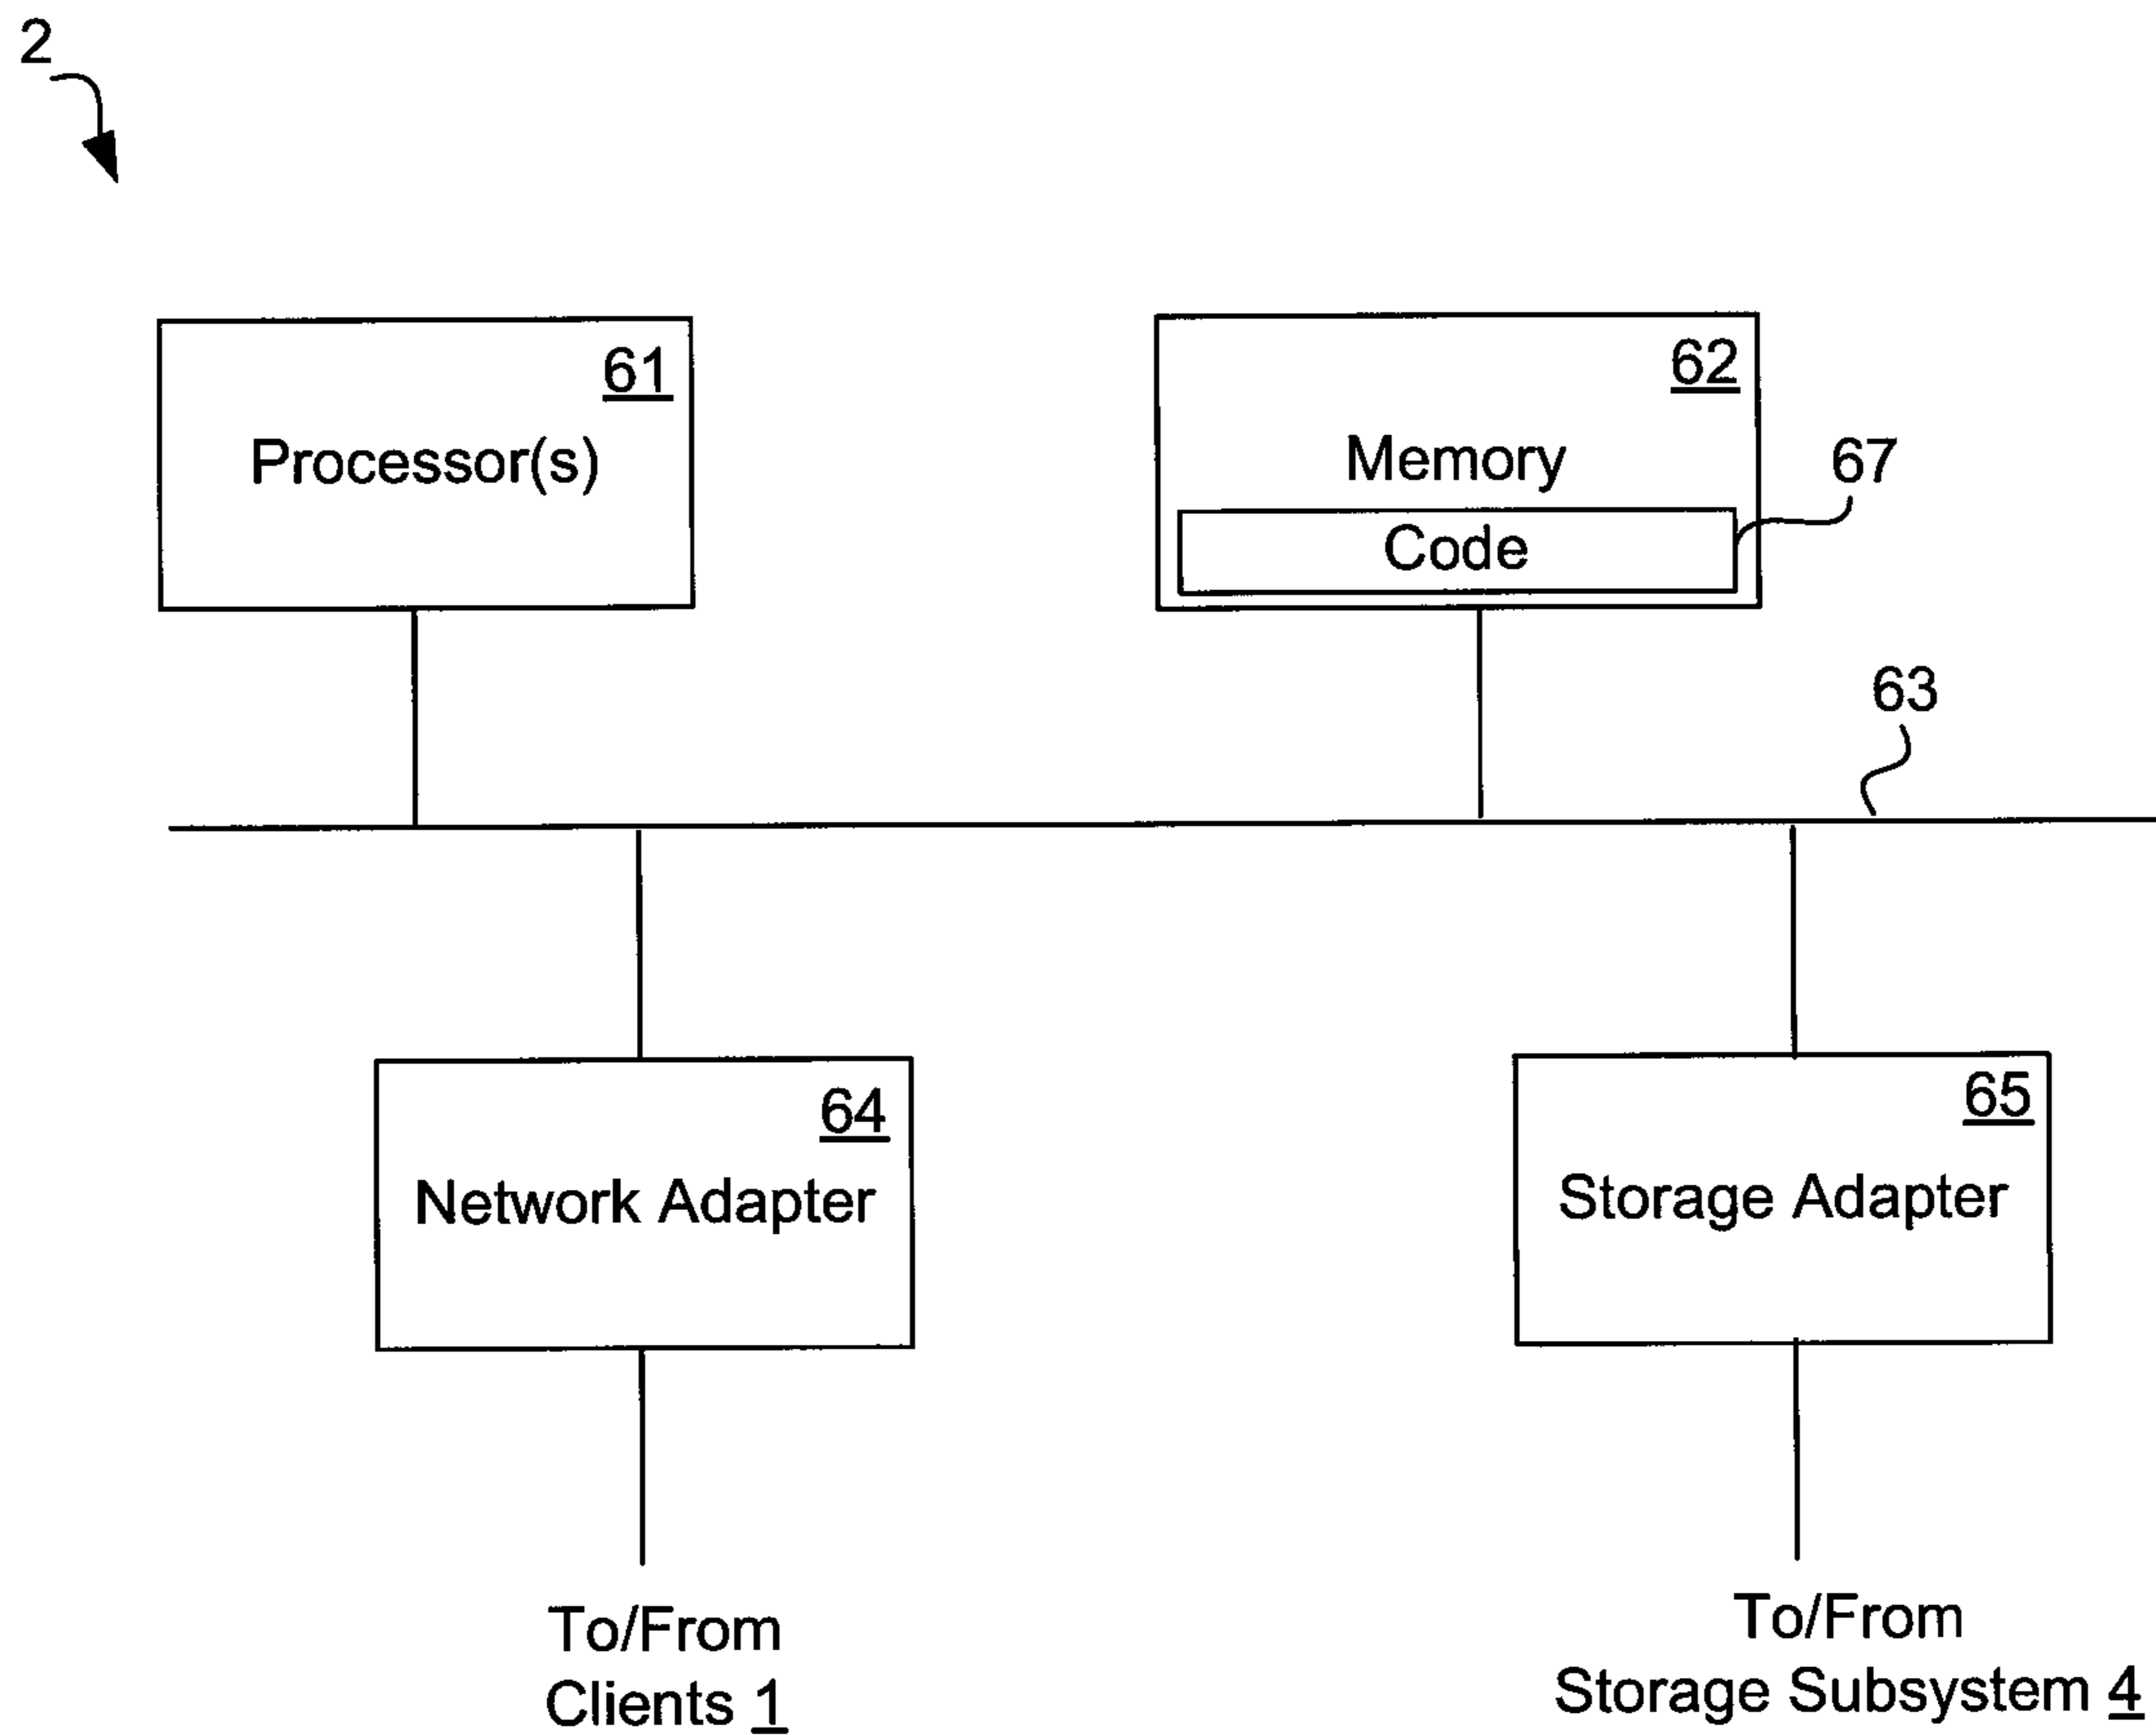 2
61
Processor(s)
62
Memory
67
Code
63
64
Network Adapter
65
Storage Adapter
To/From
Clients 1
To/From
Storage Subsystem 4